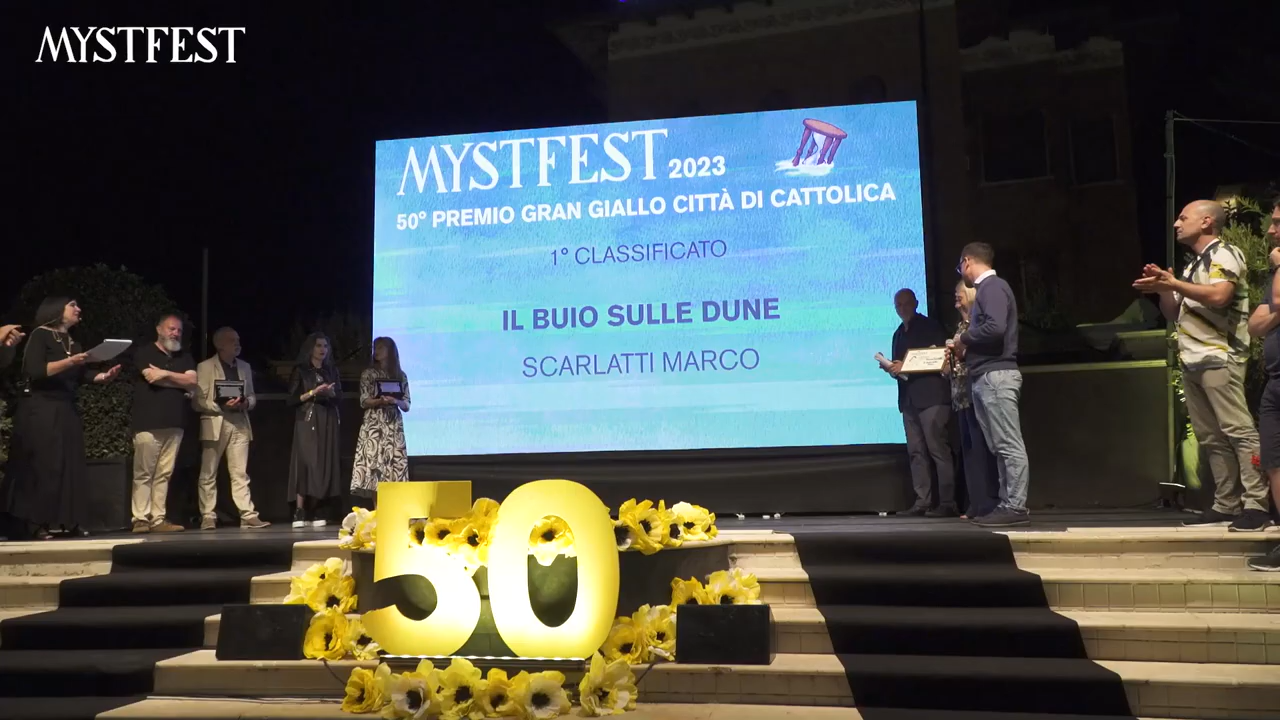 MYSTFEST
MYSTFEST 2023
50° PREMIO GRAN GIALLO CITTÀ DI CATTOLICA
1° CLASSIFICATO
IL BUIO SULLE DUNE
SCARLATTI MARCO
50